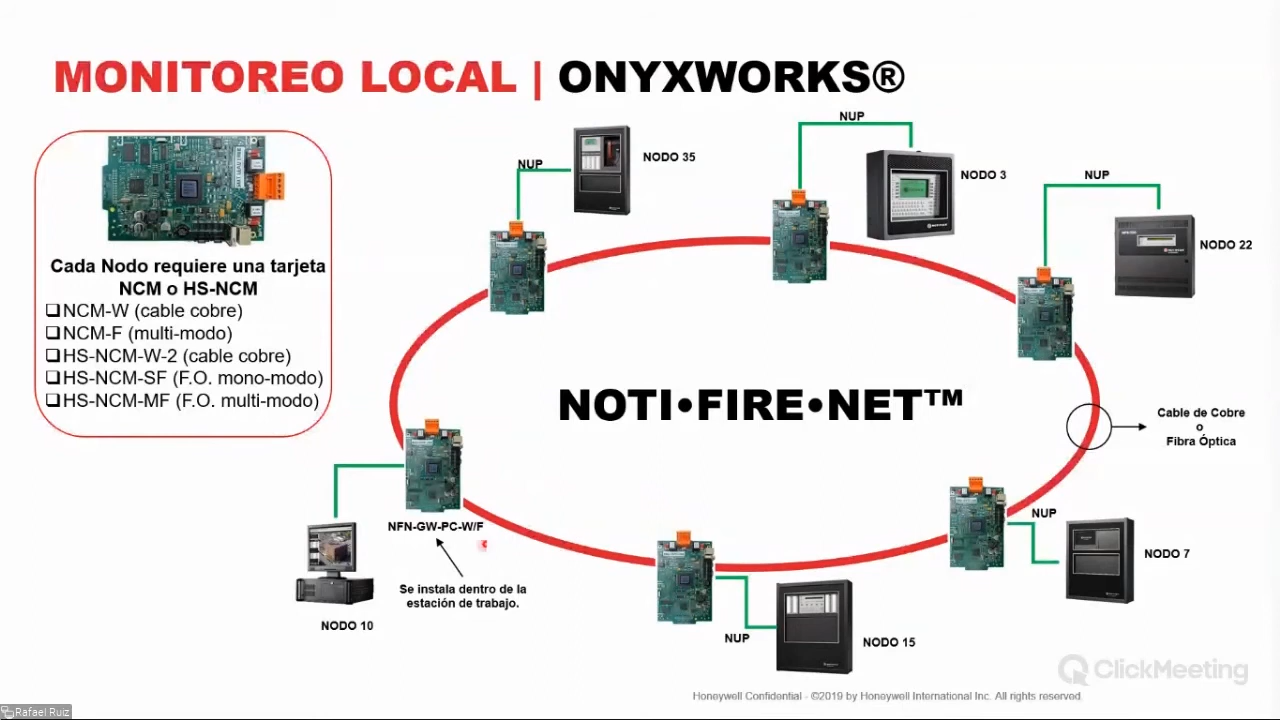 MONITOREO LOCAL | ONYXWORKS®
Cada Nodo requiere una tarjeta
NCM o HS-NCM
❑NCM-W (cable cobre)
❑NCM-F (multi-modo)
❑HS-NCM-W-2 (cable cobre)
❑HS-NCM-SF (F.O. mono-modo)
❑HS-NCM-MF (F.O. multi-modo)
NUP
NODO 35
NUP
NODO 3
NUP
NODO 22
NOTI•FIRE•NET™
Cable de Cobre
o
Fibra Óptica
NFN-GW-PC-W/F
Se instala dentro de la
estación de trabajo.
NODO 10
NUP
NODO 15
NUP
NODO 7
ClickMeeting
Honeywell Confidential - ©2019 by Honeywell International Inc. All rights reserved.
Rafael Ruiz